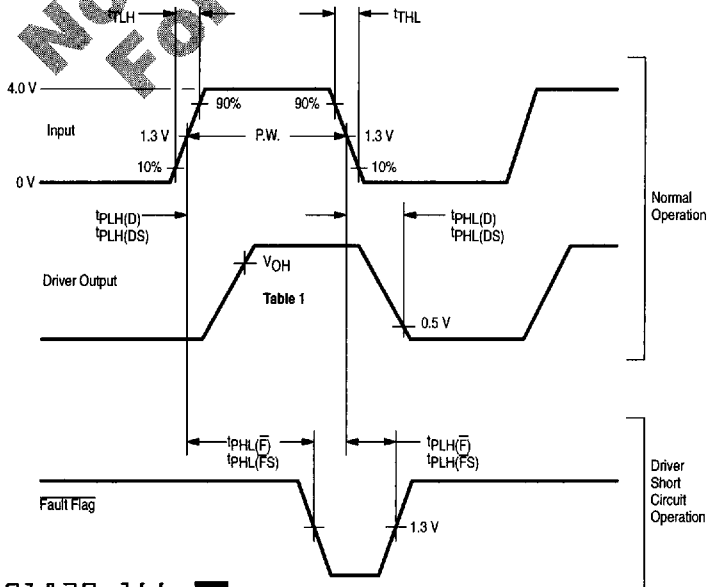 tTLH
tTHL
4.0 V
90%
90%
Input
1.3 V
P.W.
1.3 V
10%
10%
0 V
Normal
Operation
tPLH(D)
tPLH(DS)
tPHL(D)
tPHL(DS)
Driver Output
VOH
Table 1
0.5 V
tPHL(F̅)
tPHL(F̅S)
tPLH(F̅)
tPLH(F̅S)
Driver
Short
Circuit
Operation
Fault Flag
1.3 V